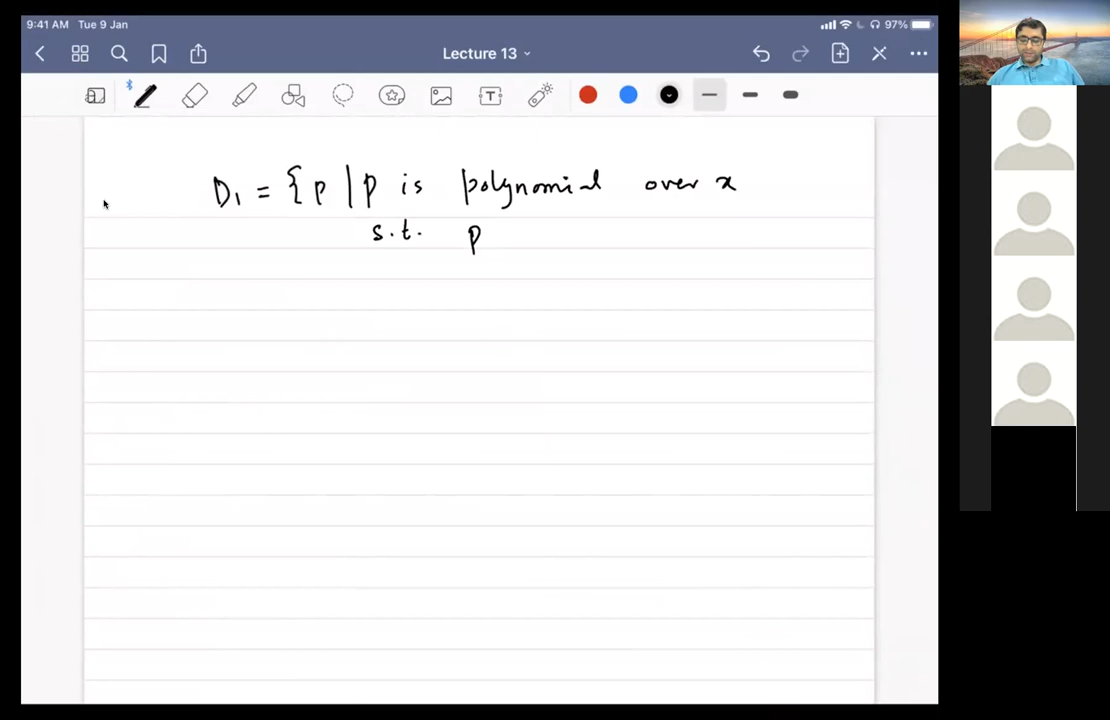 9:41 AM Tue 9 Jan
97%
Lecture 13
D₁ = { p | p is polynomial over x
s.t. p